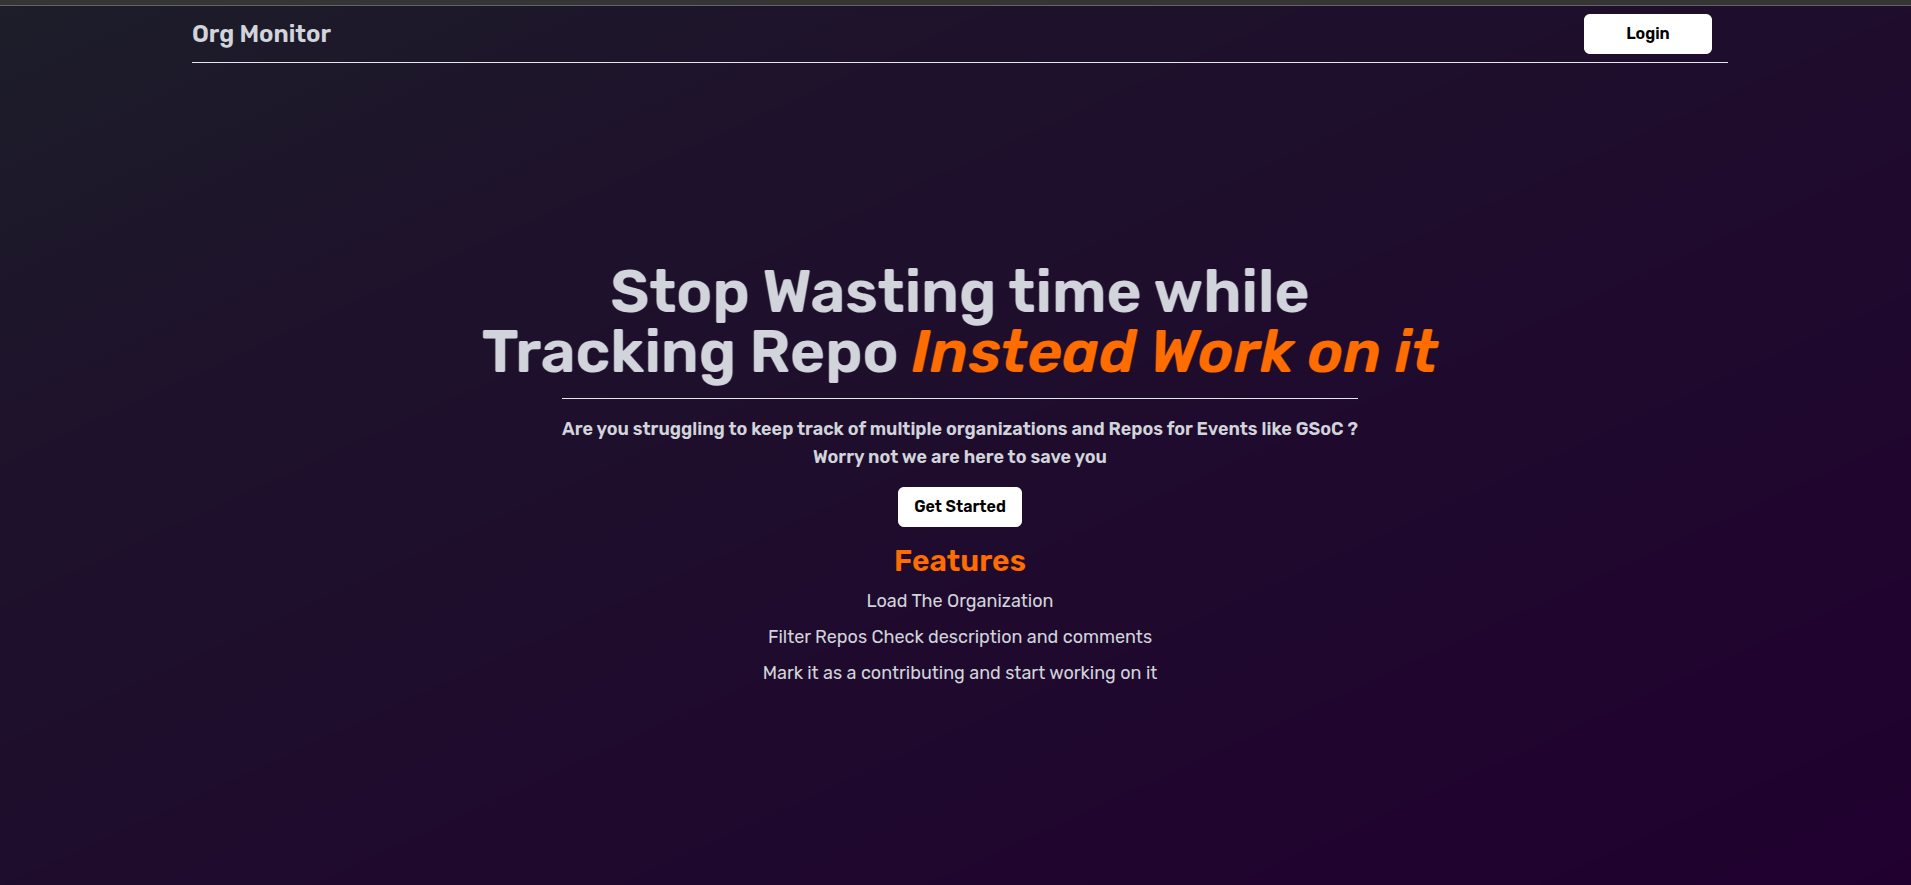 Org Monitor
Login
Stop Wasting time while
Tracking Repo Instead Work on it
Are you struggling to keep track of multiple organizations and Repos for Events like GSoC ?
Worry not we are here to save you
Get Started
Features
Load The Organization
Filter Repos Check description and comments
Mark it as a contributing and start working on it